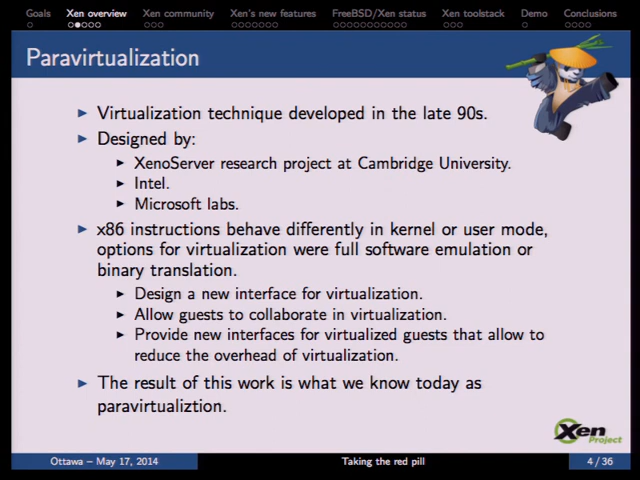 Goals Xen overview Xen community Xen's new features FreeBSD/Xen status Xen toolstack Demo Conclusions
Paravirtualization
Virtualization technique developed in the late 90s.
Designed by:
XenoServer research project at Cambridge University.
Intel.
Microsoft labs.
x86 instructions behave differently in kernel or user mode,
options for virtualization were full software emulation or
binary translation.
Design a new interface for virtualization.
Allow guests to collaborate in virtualization.
Provide new interfaces for virtualized guests that allow to
reduce the overhead of virtualization.
The result of this work is what we know today as
paravirtualiztion.
Xen
Project
Ottawa – May 17, 2014 Taking the red pill 4 / 36